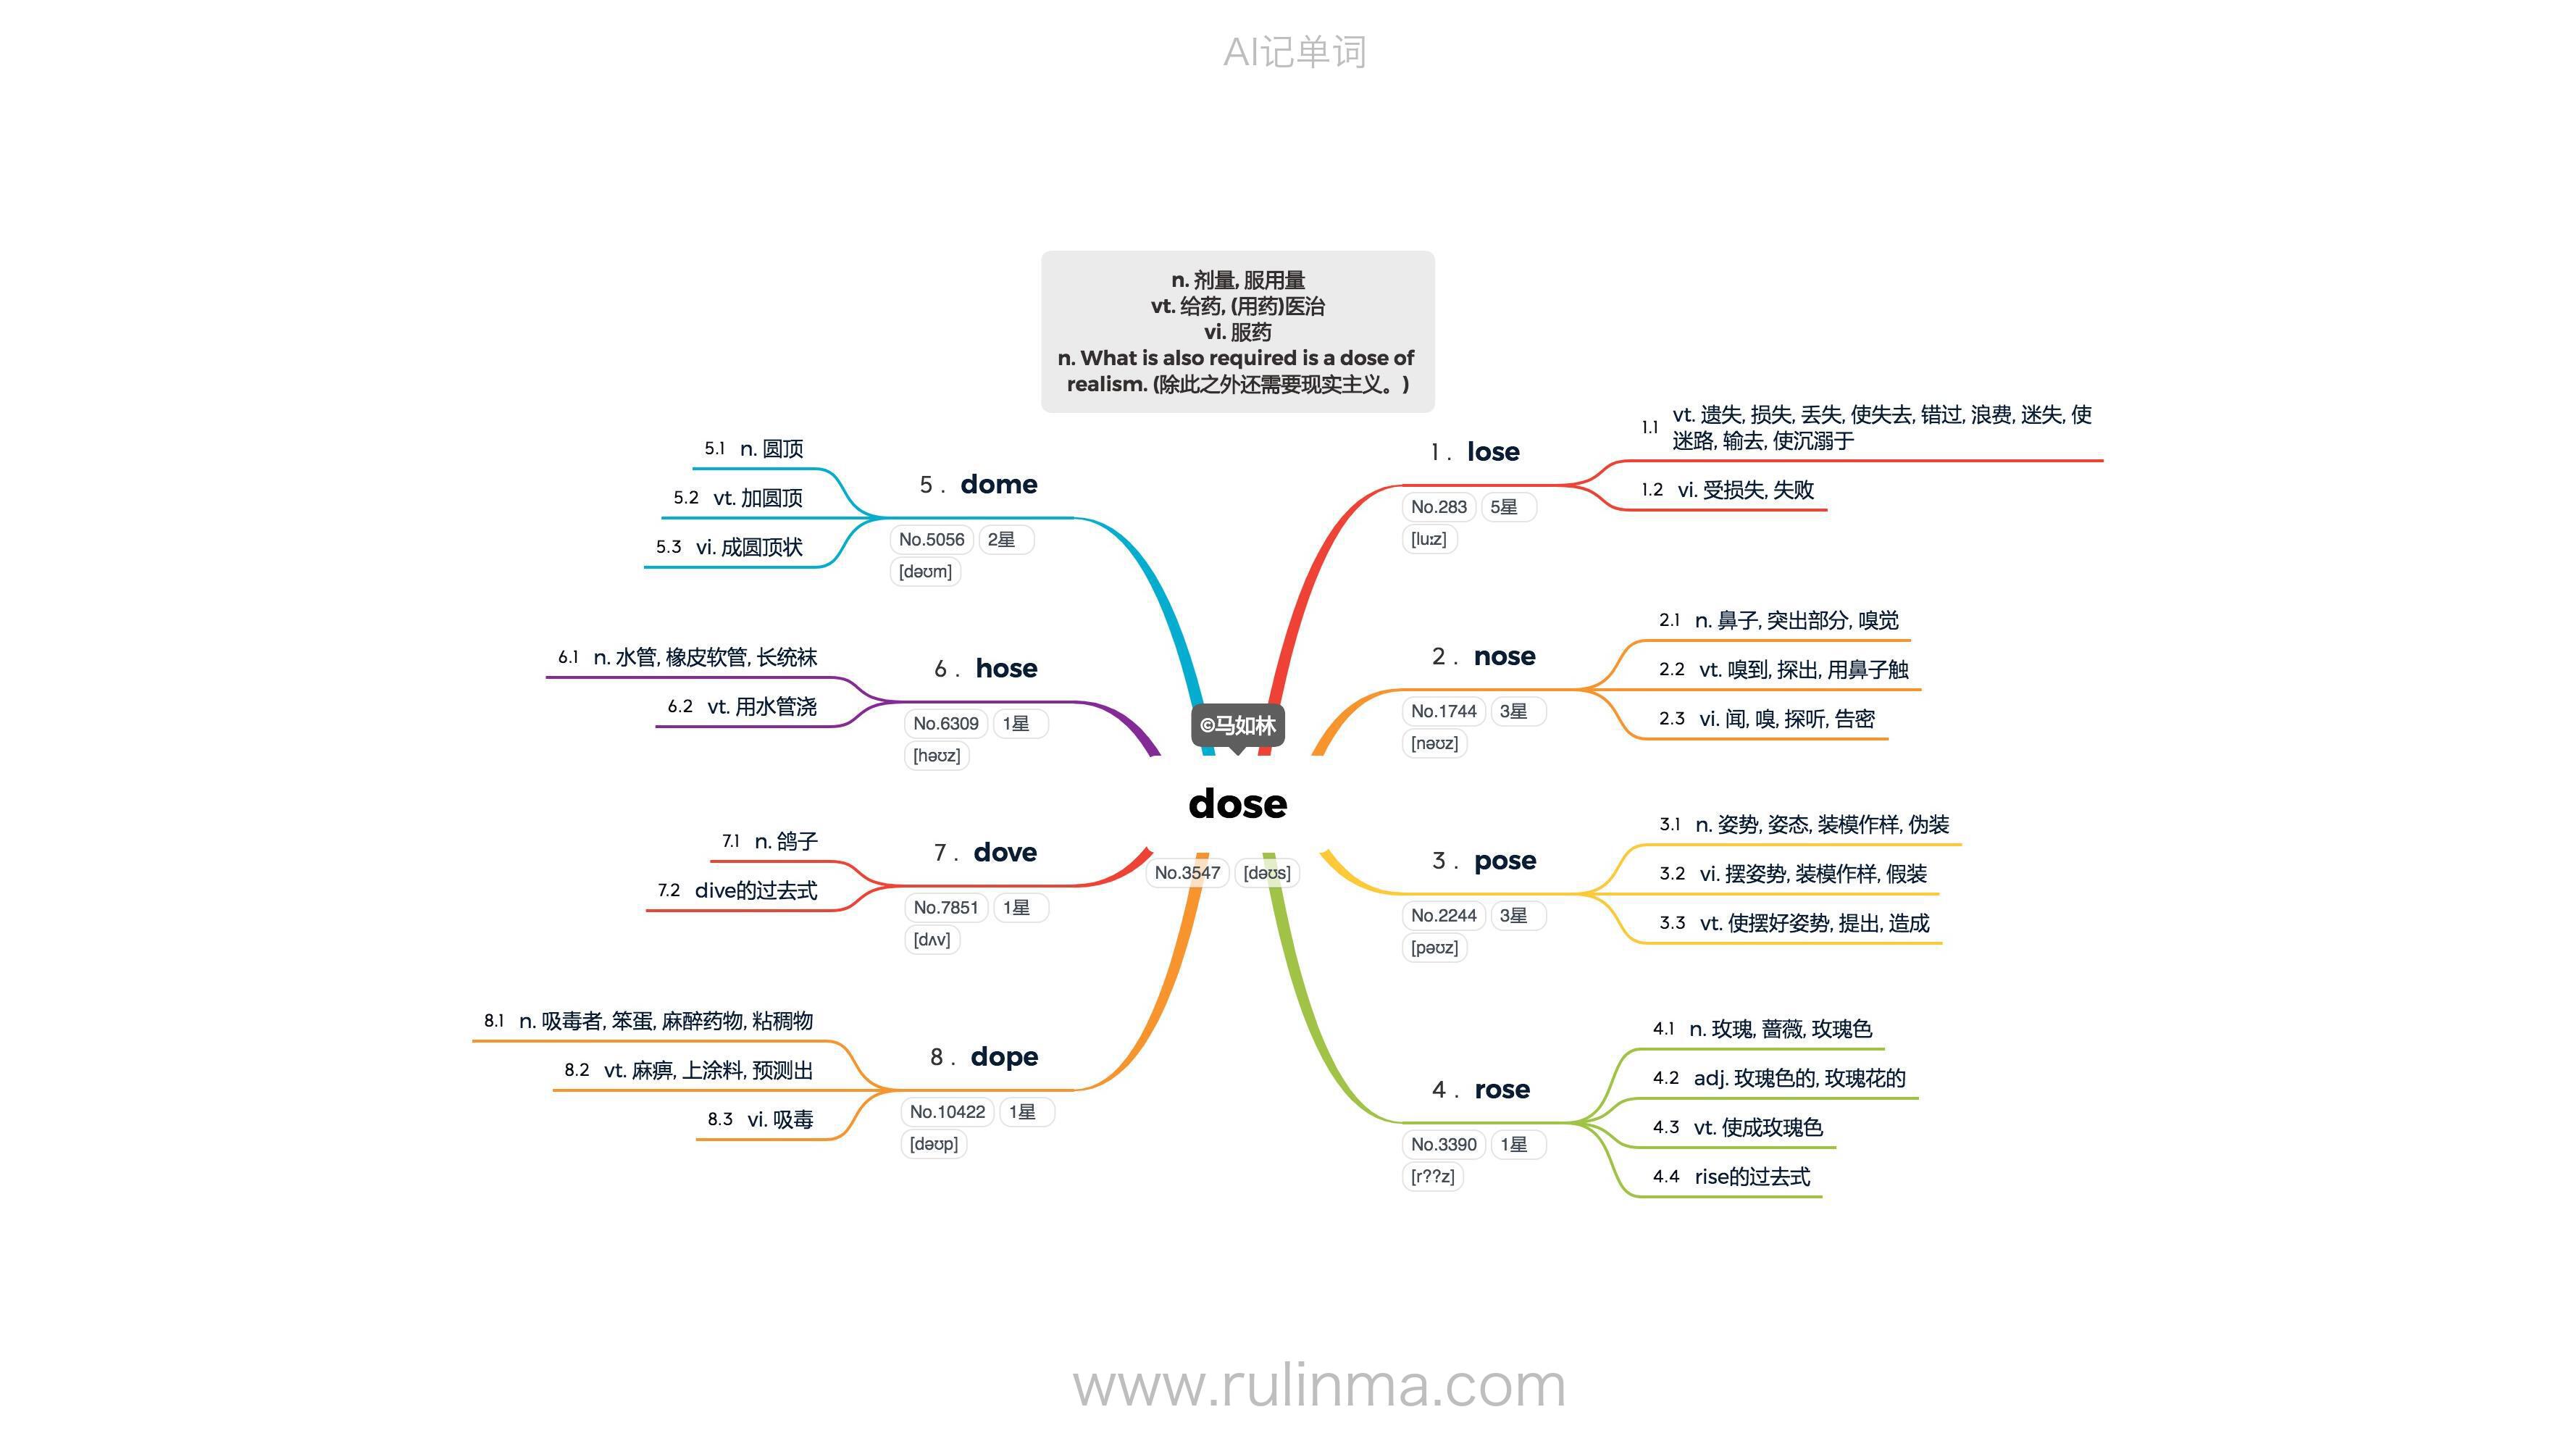 AI记单词
n. 剂量, 服用量
vt. 给药, (用药)医治
vi. 服药
n. What is also required is a dose of
realism. (除此之外还需要现实主义。)
©马如林
dose
No.3547 [dəʊs]
1. lose
No.283 5星
[luːz]
1.1 vt. 遗失, 损失, 丢失, 使失去, 错过, 浪费, 迷失, 使
迷路, 输去, 使沉溺于
1.2 vi. 受损失, 失败
2. nose
No.1744 3星
[nəʊz]
2.1 n. 鼻子, 突出部分, 嗅觉
2.2 vt. 嗅到, 探出, 用鼻子触
2.3 vi. 闻, 嗅, 探听, 告密
3. pose
No.2244 3星
[pəʊz]
3.1 n. 姿势, 姿态, 装模作样, 伪装
3.2 vi. 摆姿势, 装模作样, 假装
3.3 vt. 使摆好姿势, 提出, 造成
4. rose
No.3390 1星
[r??z]
4.1 n. 玫瑰, 蔷薇, 玫瑰色
4.2 adj. 玫瑰色的, 玫瑰花的
4.3 vt. 使成玫瑰色
4.4 rise的过去式
5. dome
No.5056 2星
[dəʊm]
5.1 n. 圆顶
5.2 vt. 加圆顶
5.3 vi. 成圆顶状
6. hose
No.6309 1星
[həʊz]
6.1 n. 水管, 橡皮软管, 长统袜
6.2 vt. 用水管浇
7. dove
No.7851 1星
[dʌv]
7.1 n. 鸽子
7.2 dive的过去式
8. dope
No.10422 1星
[dəʊp]
8.1 n. 吸毒者, 笨蛋, 麻醉药物, 粘稠物
8.2 vt. 麻痹, 上涂料, 预测出
8.3 vi. 吸毒
www.rulinma.com